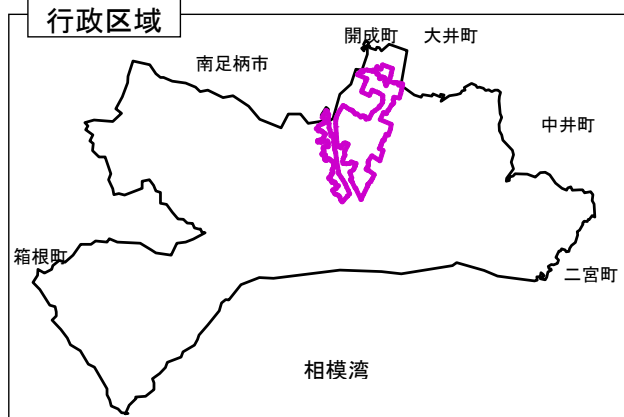 行政区域
開成町
大井町
南足柄市
中井町
箱根町
二宮町
相模湾